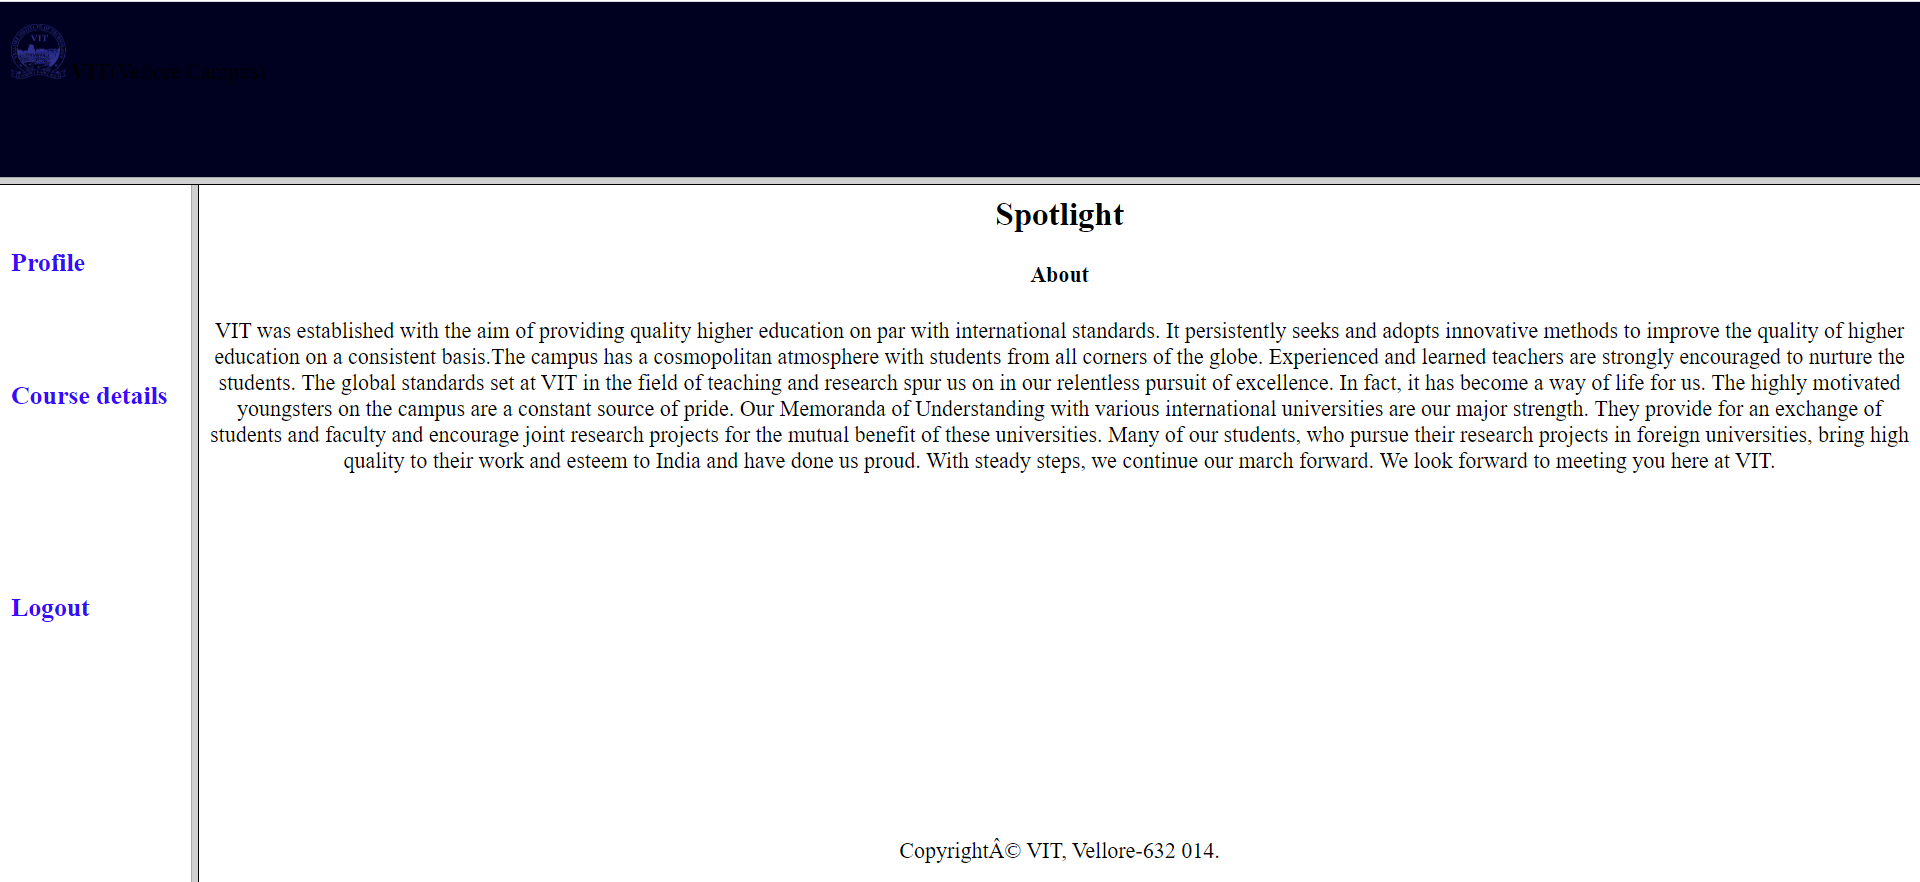 VIT
VIT(Vellore Campus)
Profile
Course details
Logout
Spotlight
About
VIT was established with the aim of providing quality higher education on par with international standards. It persistently seeks and adopts innovative methods to improve the quality of higher
education on a consistent basis.The campus has a cosmopolitan atmosphere with students from all corners of the globe. Experienced and learned teachers are strongly encouraged to nurture the
students. The global standards set at VIT in the field of teaching and research spur us on in our relentless pursuit of excellence. In fact, it has become a way of life for us. The highly motivated
youngsters on the campus are a constant source of pride. Our Memoranda of Understanding with various international universities are our major strength. They provide for an exchange of
students and faculty and encourage joint research projects for the mutual benefit of these universities. Many of our students, who pursue their research projects in foreign universities, bring high
quality to their work and esteem to India and have done us proud. With steady steps, we continue our march forward. We look forward to meeting you here at VIT.
CopyrightÂ© VIT, Vellore-632 014.